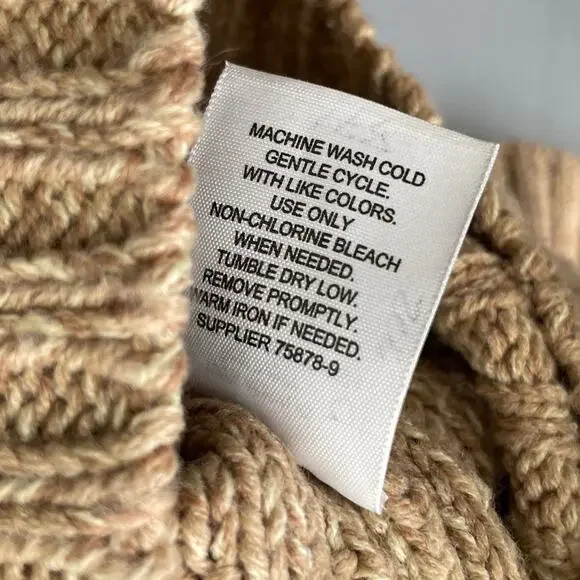 MACHINE WASH COLD
GENTLE CYCLE.
WITH LIKE COLORS.
USE ONLY
NON-CHLORINE BLEACH
WHEN NEEDED.
TUMBLE DRY LOW.
REMOVE PROMPTLY.
WARM IRON IF NEEDED.
SUPPLIER 75878-9